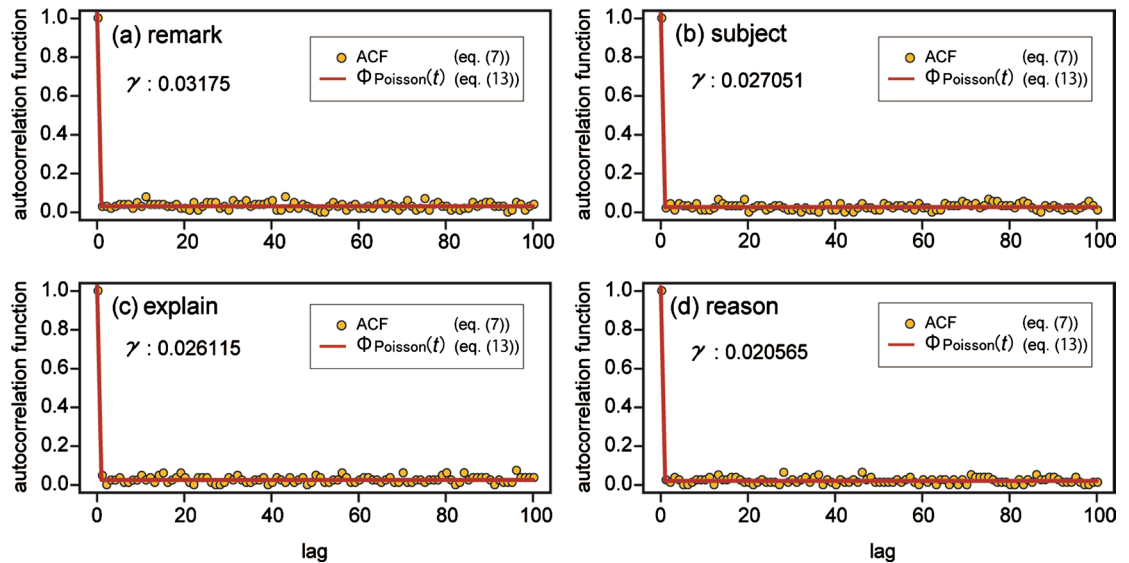 (a) remark
γ : 0.03175
ACF (eq. (7))
ΦPoisson(t) (eq. (13))
autocorrelation function
1.0
0.8
0.6
0.4
0.2
0.0
0 20 40 60 80 100
(b) subject
γ : 0.027051
ACF (eq. (7))
ΦPoisson(t) (eq. (13))
autocorrelation function
1.0
0.8
0.6
0.4
0.2
0.0
0 20 40 60 80 100
(c) explain
γ : 0.026115
ACF (eq. (7))
ΦPoisson(t) (eq. (13))
autocorrelation function
1.0
0.8
0.6
0.4
0.2
0.0
0 20 40 60 80 100
lag
(d) reason
γ : 0.020565
ACF (eq. (7))
ΦPoisson(t) (eq. (13))
autocorrelation function
1.0
0.8
0.6
0.4
0.2
0.0
0 20 40 60 80 100
lag